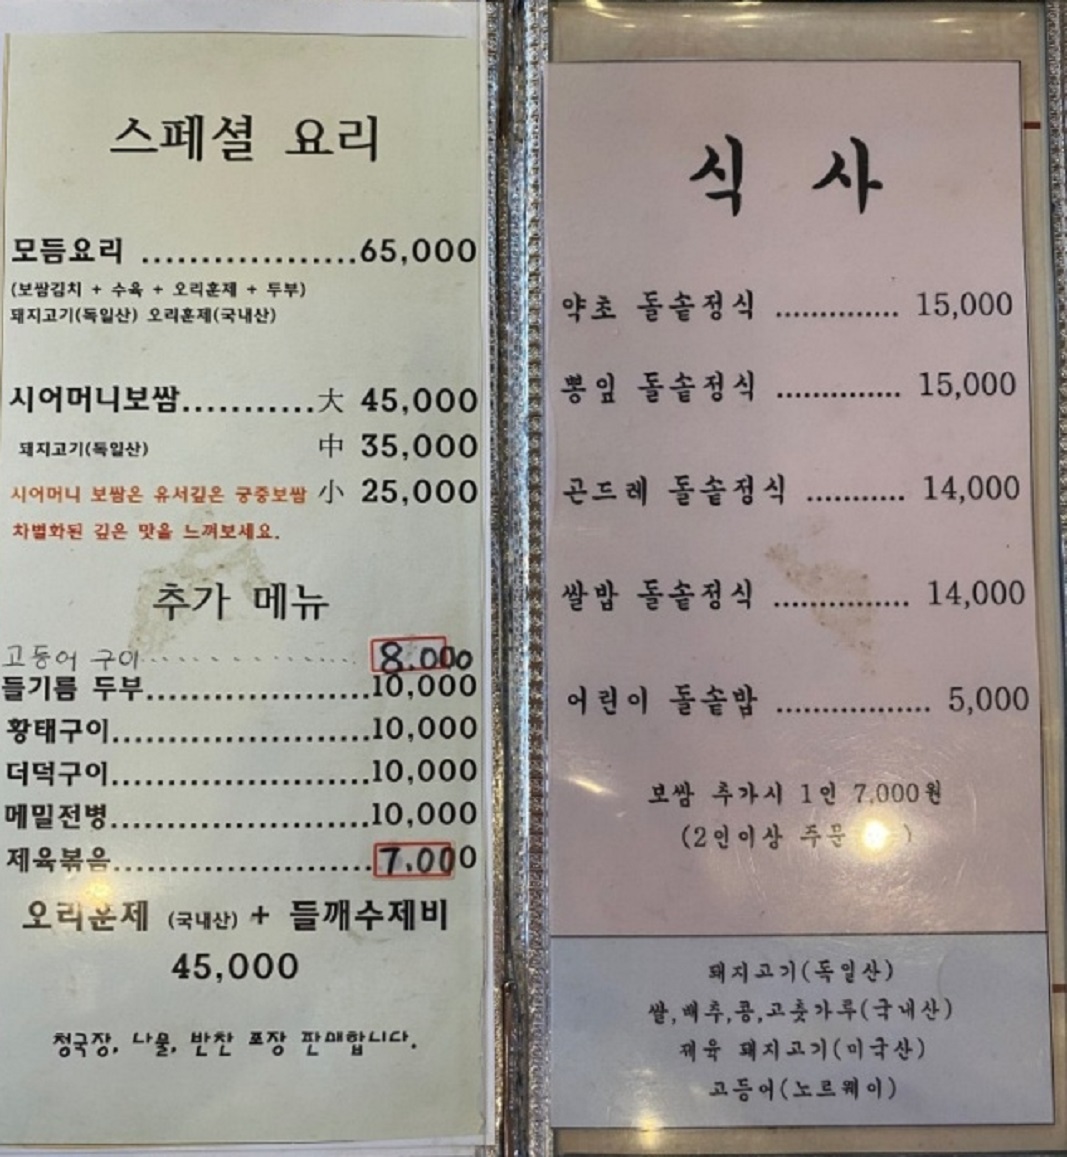 스페셜 요리
모듬요리 ..................65,000
(보쌈김치 + 수육 + 오리훈제 + 두부)
돼지고기(독일산) 오리훈제(국내산)
시어머니보쌈...........大 45,000
돼지고기(독일산) 中 35,000
시어머니 보쌈은 유서깊은 궁중보쌈 小 25,000
차별화된 깊은 맛을 느껴보세요.
추가 메뉴
고등어 구이.................. 8.000
들기름 두부...................10,000
황태구이......................10,000
더덕구이......................10,000
메밀전병......................10,000
제육볶음......................7.000
오리훈제 (국내산) + 들깨수제비
45,000
청국장, 나물, 반찬 포장 판매합니다.
식 사
약초 돌솥정식 ............. 15,000
뽕잎 돌솥정식 ............. 15,000
곤드레 돌솥정식 .......... 14,000
쌀밥 돌솥정식 .............. 14,000
어린이 돌솥밥 ................ 5,000
보쌈 추가시 1인 7,000원
(2인이상 주문 )
돼지고기(독일산)
쌀,배추,콩,고춧가루(국내산)
제육 돼지고기(미국산)
고등어(노르웨이)